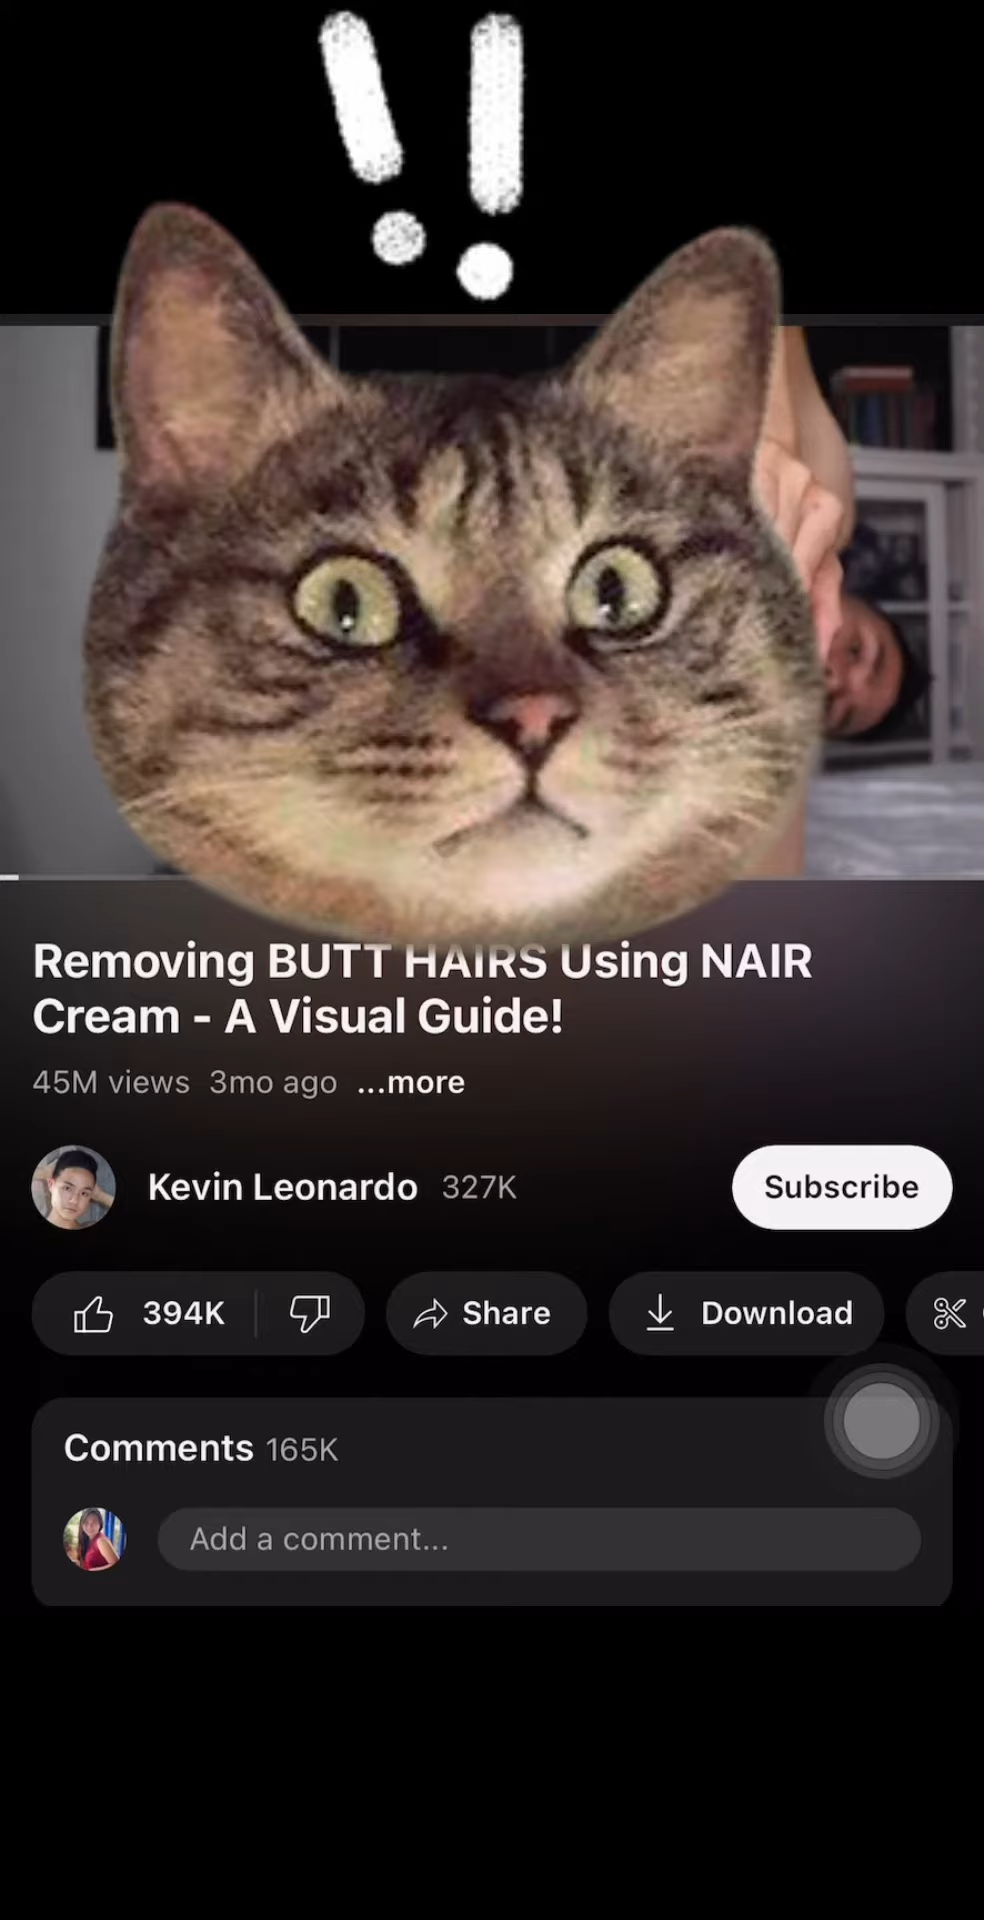 !!
Removing BUTT HAIRS Using NAIR
Cream - A Visual Guide!
45M views 3mo ago ...more
Kevin Leonardo 327K
Subscribe
394K
Share
Download
Comments 165K
Add a comment...